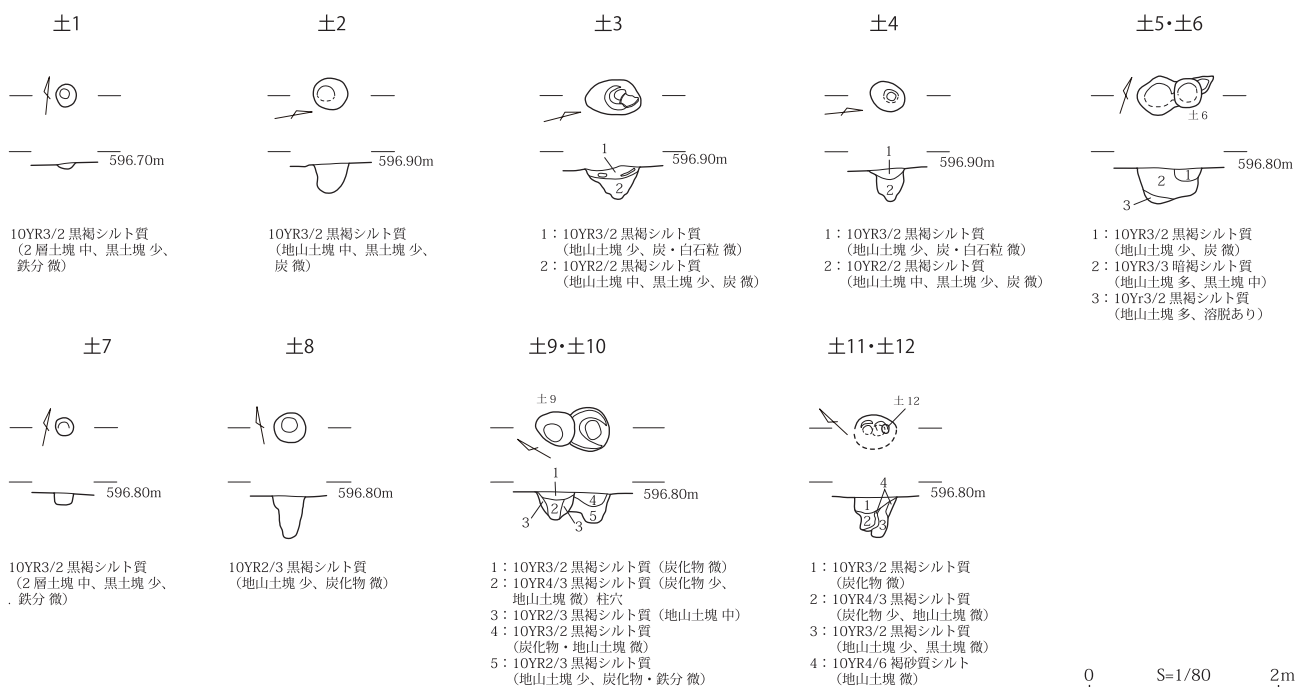 土1
596.70m
10YR3/2 黒褐シルト質
（2 層土塊 中、黒土塊 少、
鉄分 微）
土2
596.90m
10YR3/2 黒褐シルト質
（地山土塊 中、黒土塊 少、
炭 微）
土3
1
596.90m
2
1：10YR3/2 黒褐シルト質
（地山土塊 少、炭・白石粒 微）
2：10YR2/2 黒褐シルト質
（地山土塊 中、黒土塊 少、炭 微）
土4
1
596.90m
2
1：10YR3/2 黒褐シルト質
（地山土塊 少、炭・白石粒 微）
2：10YR2/2 黒褐シルト質
（地山土塊 中、黒土塊 少、炭 微）
土5・土6
土 6
596.80m
2
1
3
1：10YR3/2 黒褐シルト質
（地山土塊 少、炭 微）
2：10YR3/3 暗褐シルト質
（地山土塊 多、黒土塊 中）
3：10Yr3/2 黒褐シルト質
（地山土塊 多、溶脱あり）
土7
596.80m
10YR3/2 黒褐シルト質
（2 層土塊 中、黒土塊 少、
. 鉄分 微）
土8
596.80m
10YR2/3 黒褐シルト質
（地山土塊 少、炭化物 微）
土9・土10
土 9
1
596.80m
2
4
5
3
3
1：10YR3/2 黒褐シルト質（炭化物 微）
2：10YR4/3 黒褐シルト質（炭化物 少、
地山土塊 微）柱穴
3：10YR2/3 黒褐シルト質（地山土塊 中）
4：10YR3/2 黒褐シルト質
（炭化物・地山土塊 微）
5：10YR2/3 黒褐シルト質
（地山土塊 少、炭化物・鉄分 微）
土11・土12
土 12
4
596.80m
1
2
3
1：10YR3/2 黒褐シルト質
（炭化物 微）
2：10YR4/3 黒褐シルト質
（炭化物 少、地山土塊 微）
3：10YR3/2 黒褐シルト質
（地山土塊 少、黒土塊 微）
4：10YR4/6 褐砂質シルト
（地山土塊 微）
0 S=1/80 2m